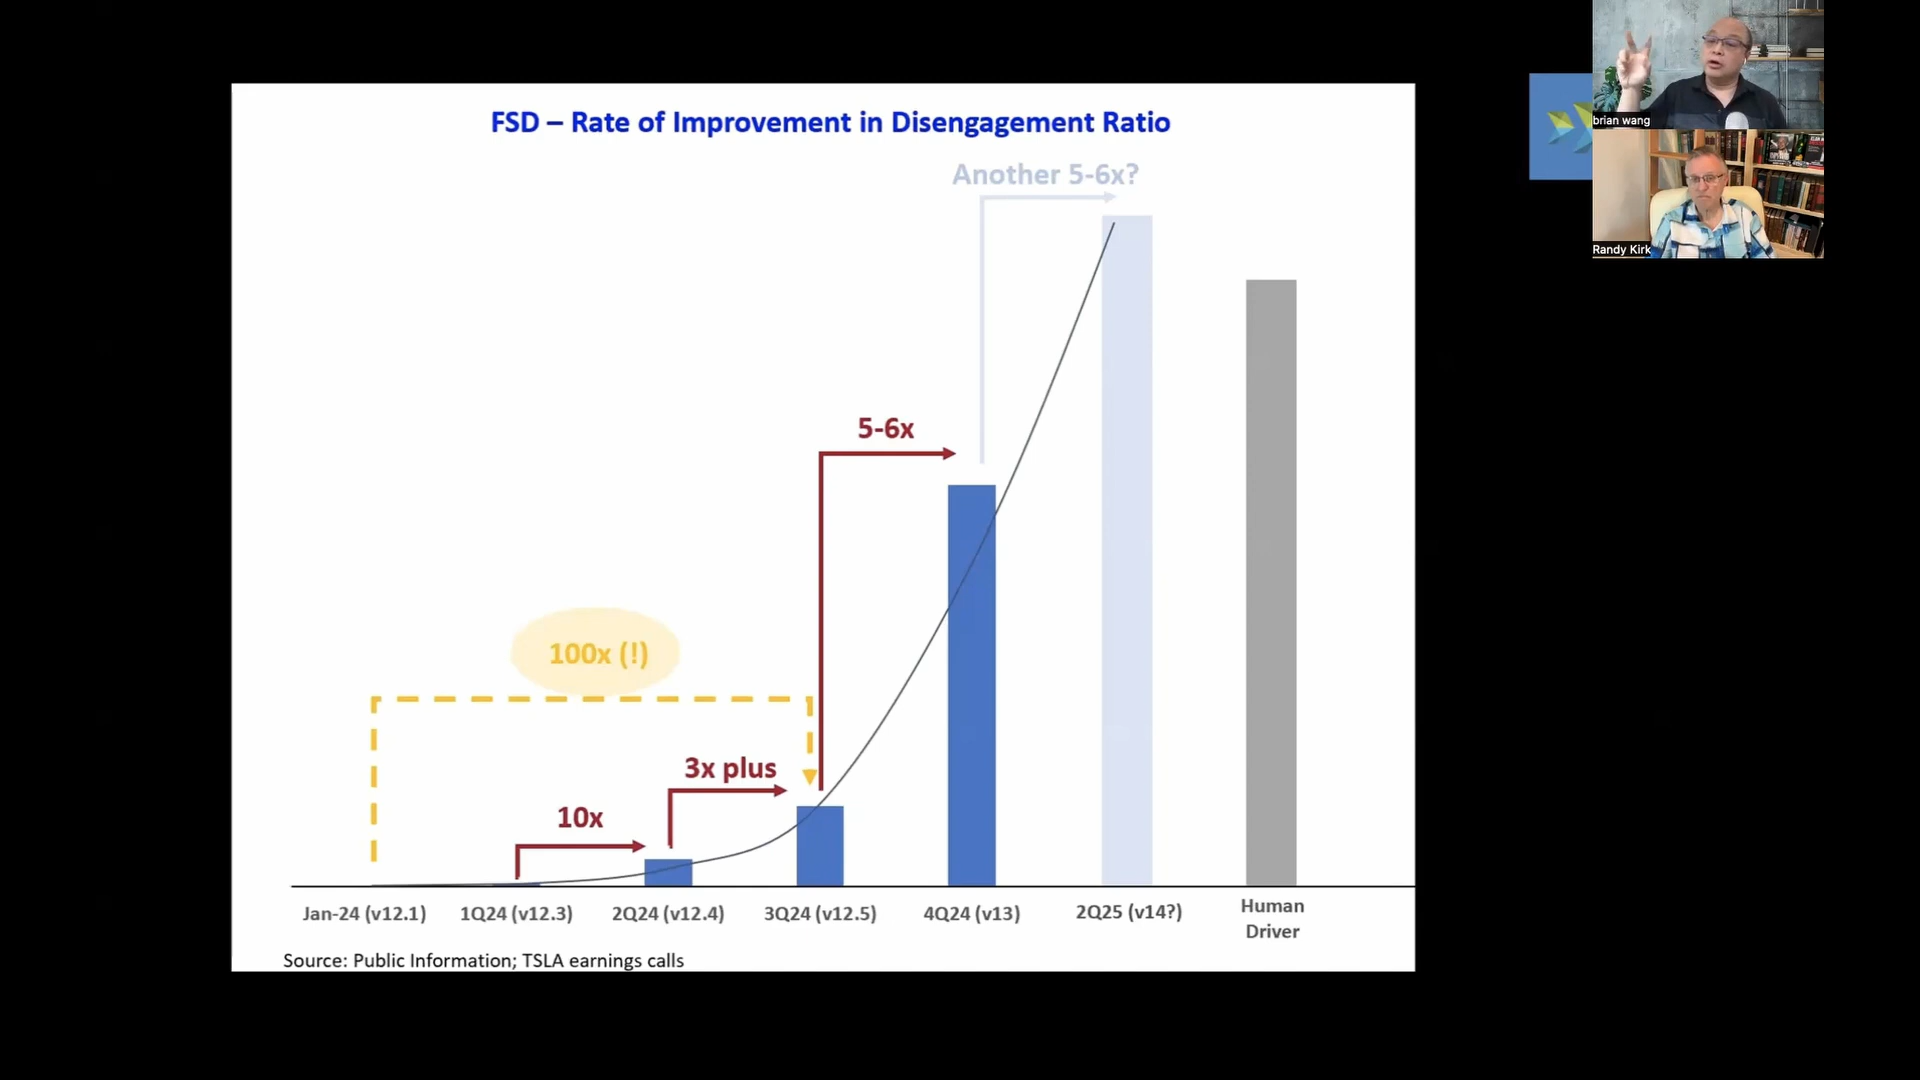 FSD – Rate of Improvement in Disengagement Ratio
Another 5-6x?
5-6x
100x (!)
3x plus
10x
Jan-24 (v12.1)
1Q24 (v12.3)
2Q24 (v12.4)
3Q24 (v12.5)
4Q24 (v13)
2Q25 (v14?)
Human
Driver
Source: Public Information; TSLA earnings calls
brian wang
Randy Kirk